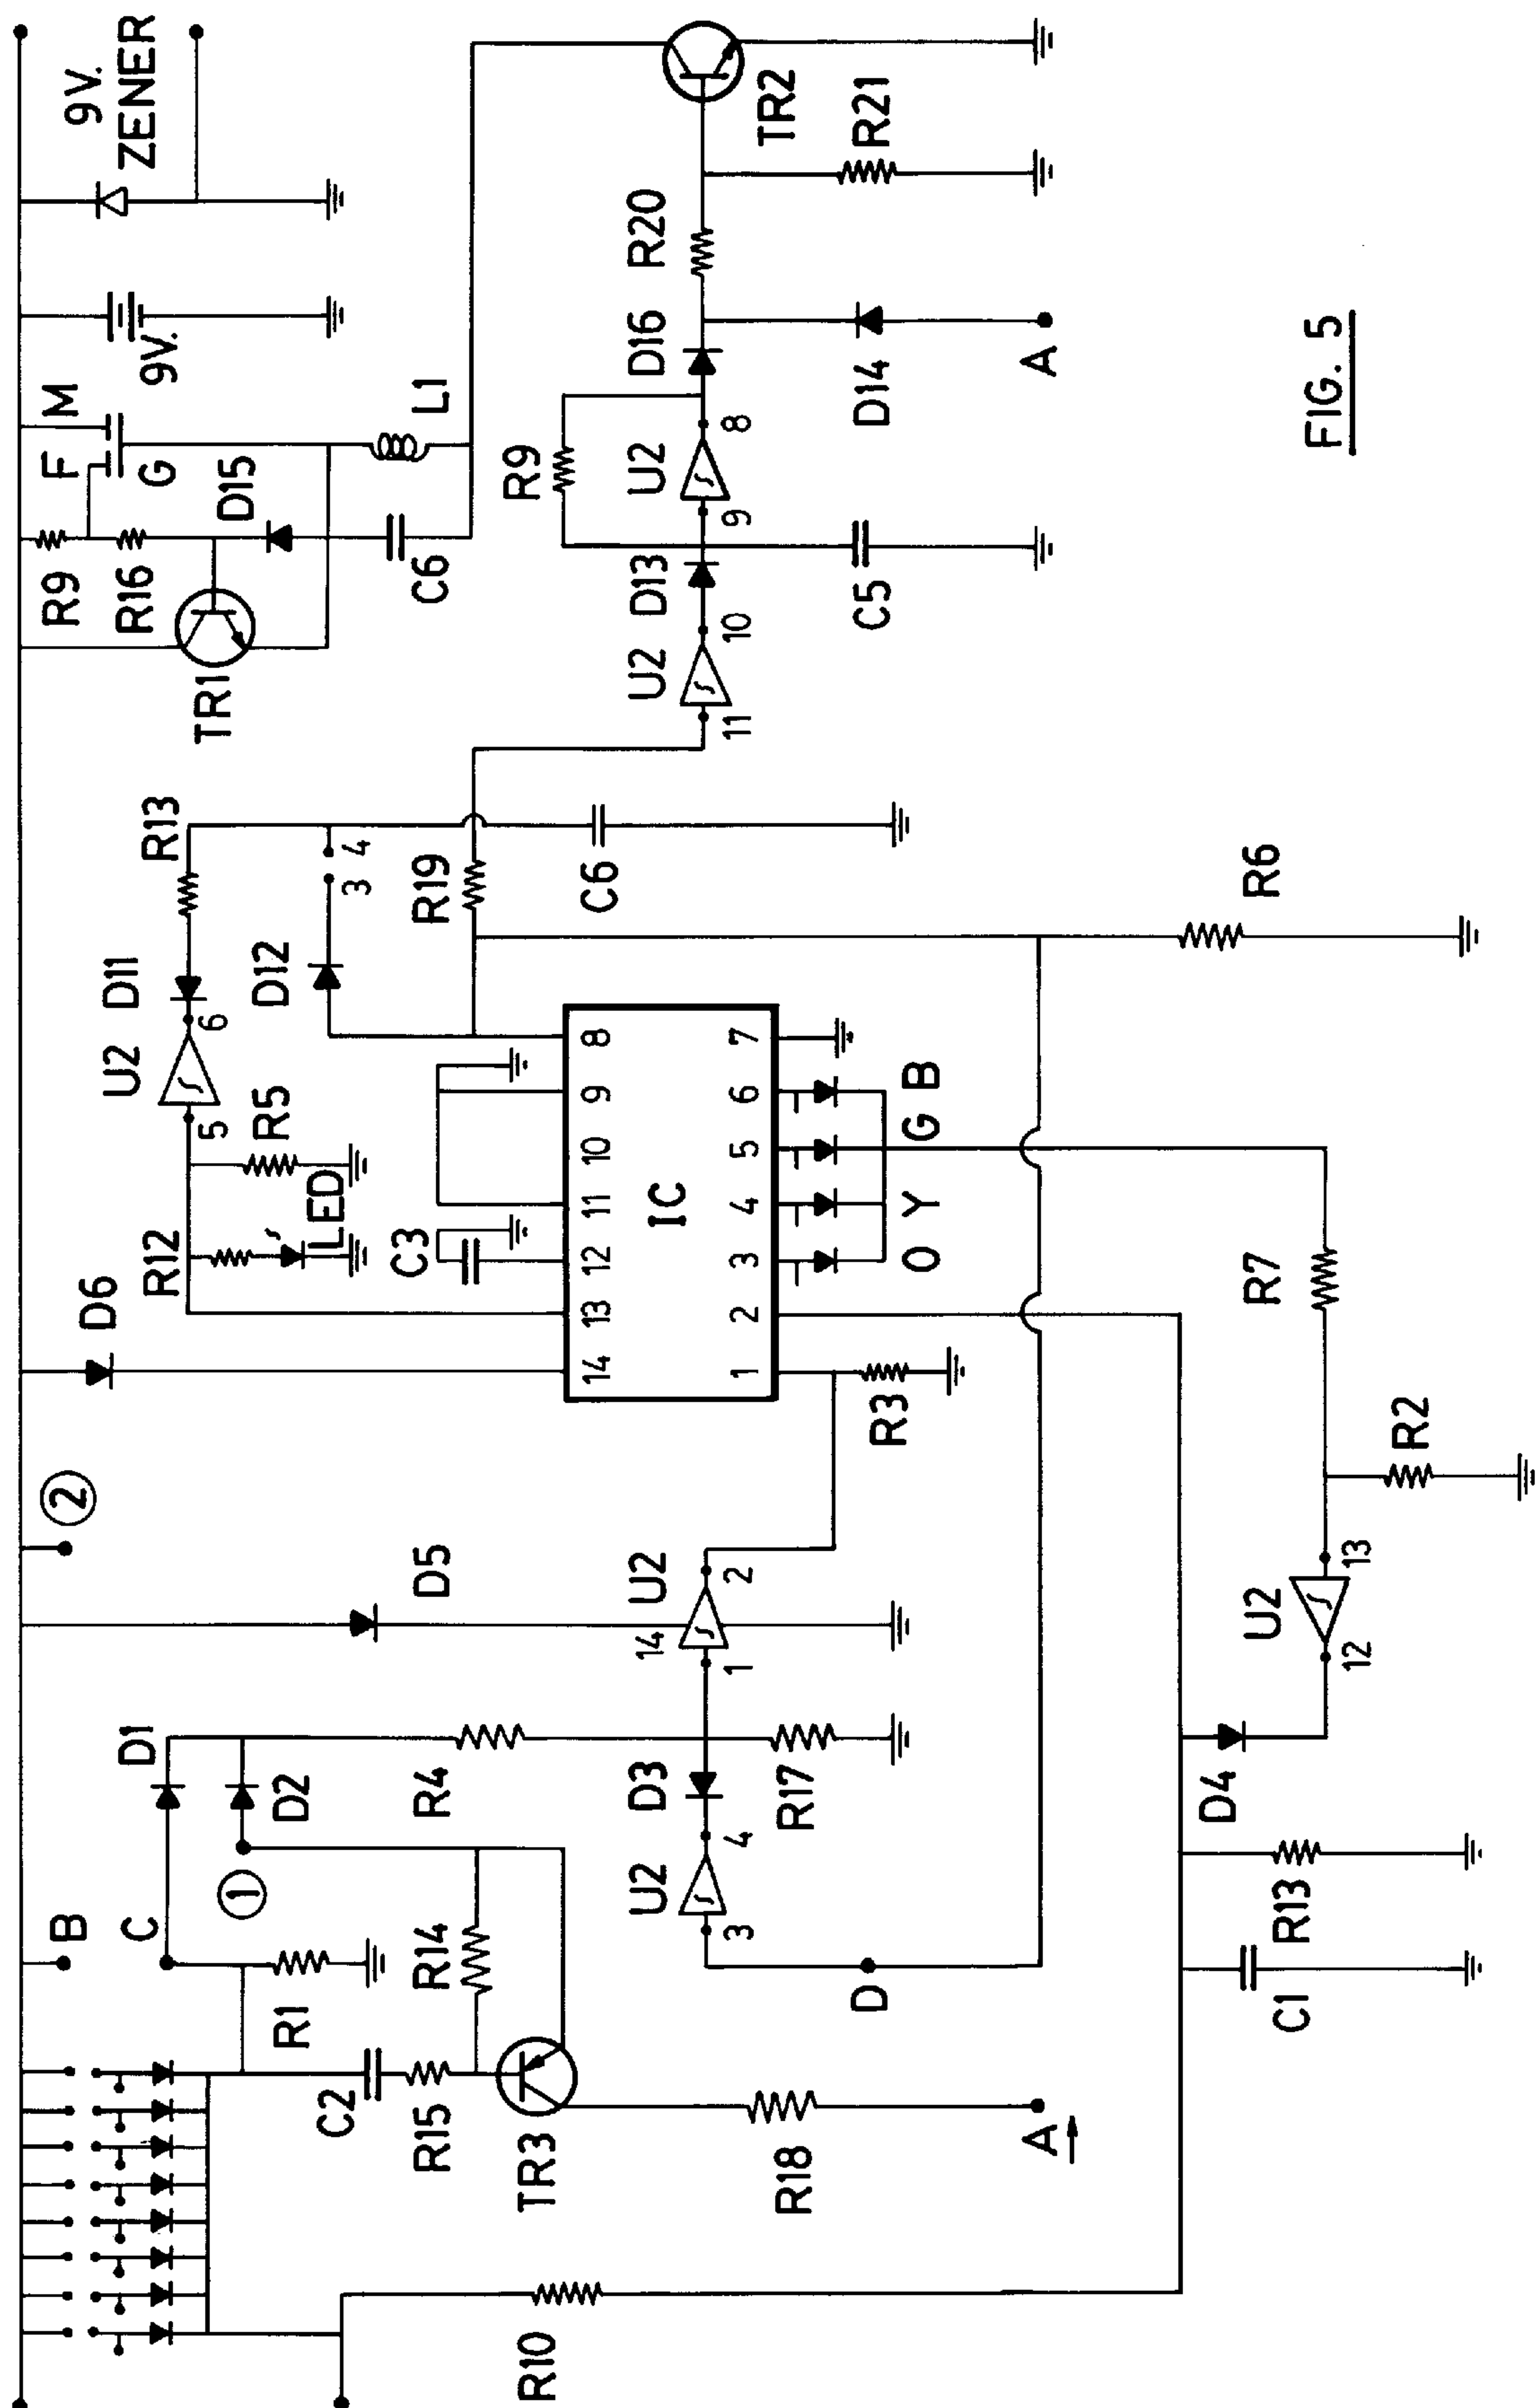 B
②
9V.
ZENER
C
D1
①
D2
R1
C2
R15
R14
TR3
R18
A
R10
R4
D3
R17
U2
3
4
D
D5
U2
14
1
2
D6
R12
LED
R5
U2
5
6
D11
R13
D12
3
4
R19
C6
C3
14
13
12
11
10
9
8
IC
1
2
3
4
5
6
7
O Y G B
R3
R6
R7
R2
U2
13
12
D4
R13
C1
TR1
R9
R16
F
M
G
D15
9V.
L1
C6
U2
11
10
D13
C5
R9
U2
9
8
D16
D14
A
R20
R21
TR2
FIG. 5